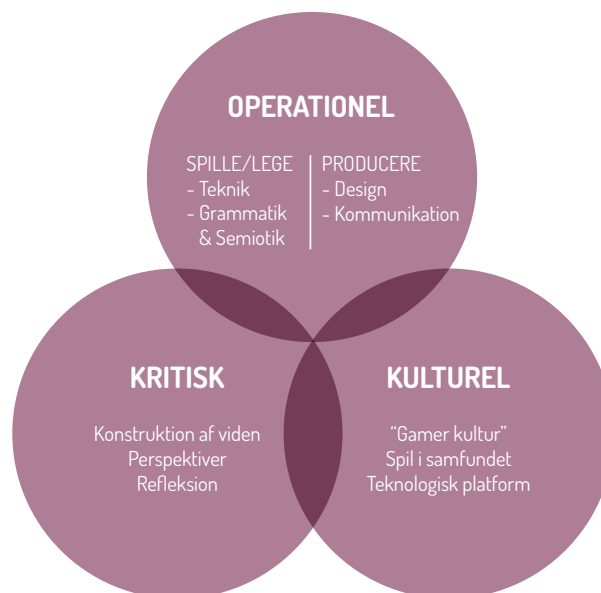 OPERATIONEL
SPILLE/LEGE
- Teknik
- Grammatik
& Semiotik
PRODUCERE
- Design
- Kommunikation
KRITISK
Konstruktion af viden
Perspektiver
Refleksion
KULTUREL
“Gamer kultur”
Spil i samfundet
Teknologisk platform